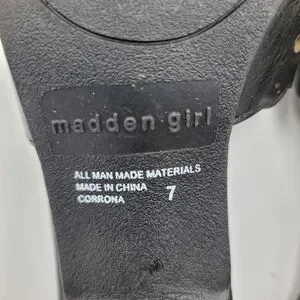 madden girl
ALL MAN MADE MATERIALS
MADE IN CHINA 7
CORRONA